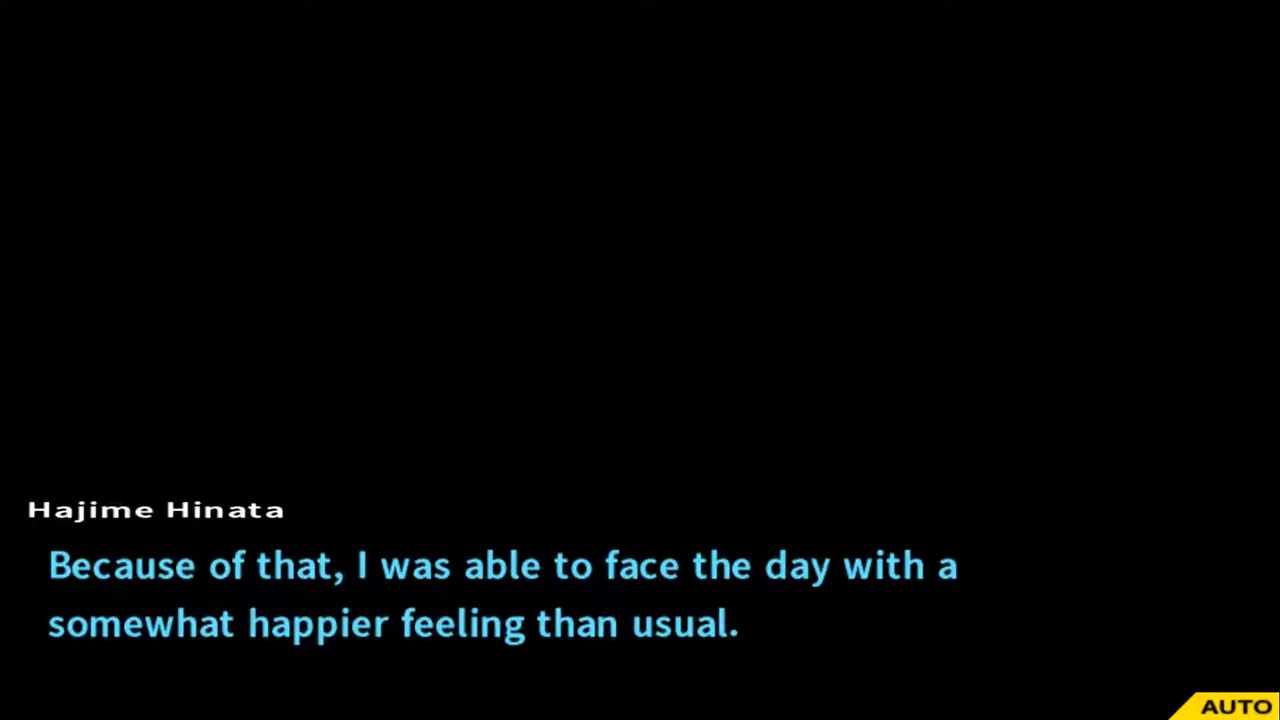 Hajime Hinata
Because of that, I was able to face the day with a
somewhat happier feeling than usual.
AUTO